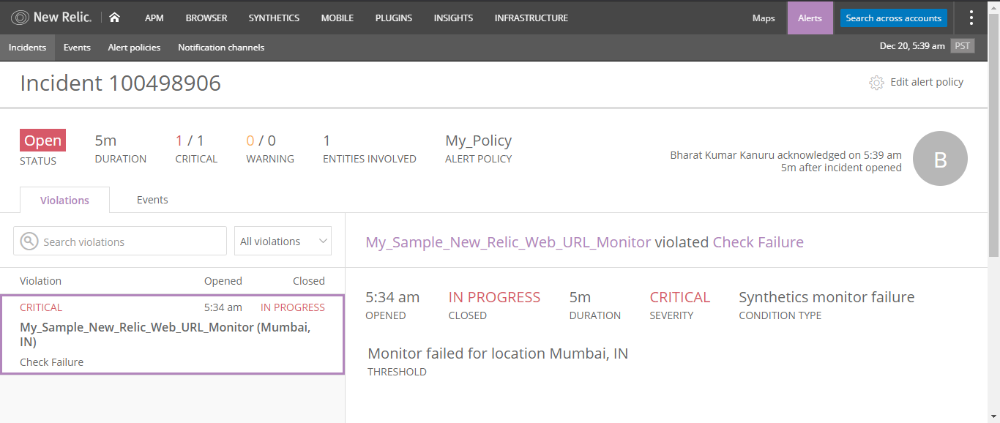 New Relic. APM BROWSER SYNTHETICS MOBILE PLUGINS INSIGHTS INFRASTRUCTURE Maps Alerts Search across accounts
Incidents Events Alert policies Notification channels Dec 20, 5:39 am PST
Incident 100498906 Edit alert policy
Open 5m 1 / 1 0 / 0 1 My_Policy
STATUS DURATION CRITICAL WARNING ENTITIES INVOLVED ALERT POLICY
Bharat Kumar Kanuru acknowledged on 5:39 am
5m after incident opened
B
Violations Events
Search violations All violations
My_Sample_New_Relic_Web_URL_Monitor violated Check Failure
Violation Opened Closed
CRITICAL 5:34 am IN PROGRESS
My_Sample_New_Relic_Web_URL_Monitor (Mumbai,
IN)
Check Failure
5:34 am IN PROGRESS 5m CRITICAL Synthetics monitor failure
OPENED CLOSED DURATION SEVERITY CONDITION TYPE
Monitor failed for location Mumbai, IN
THRESHOLD